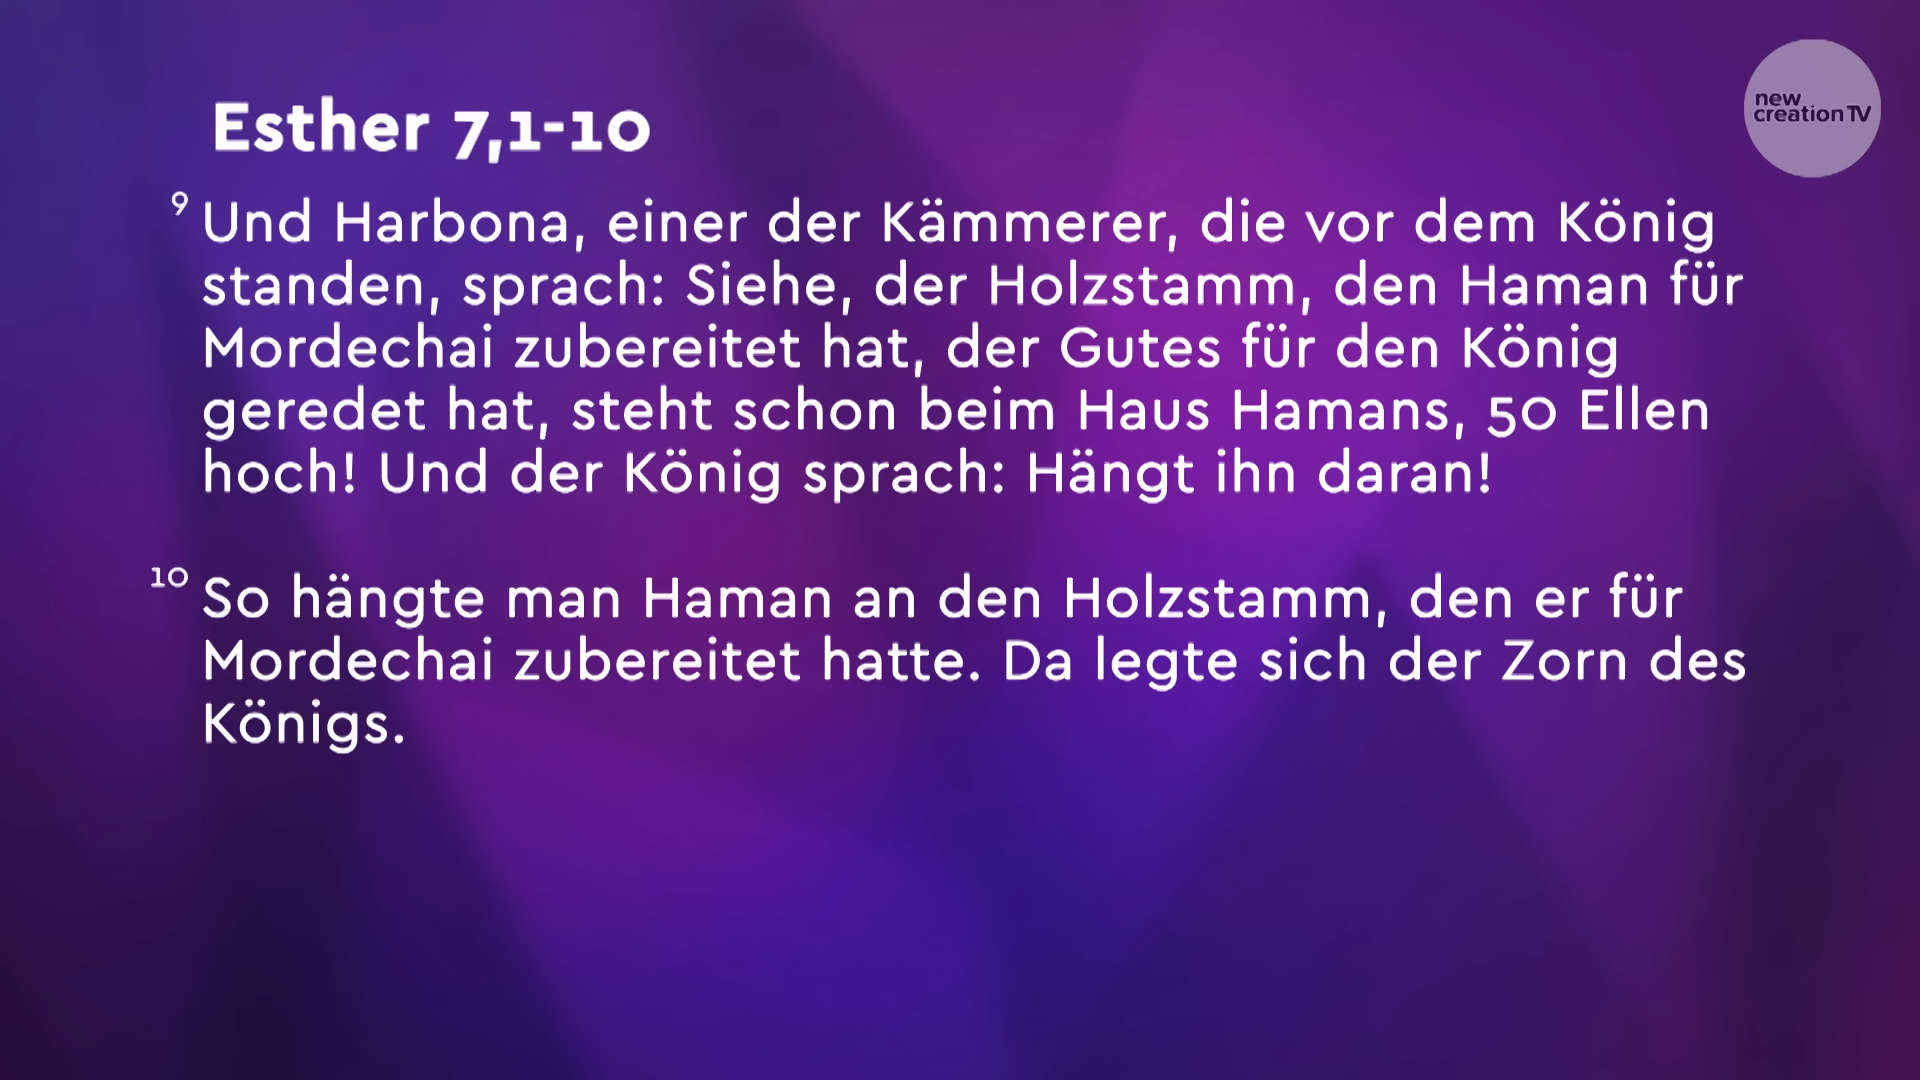 Esther 7,1-10
new
creation TV
9 Und Harbona, einer der Kämmerer, die vor dem König
standen, sprach: Siehe, der Holzstamm, den Haman für
Mordechai zubereitet hat, der Gutes für den König
geredet hat, steht schon beim Haus Hamans, 50 Ellen
hoch! Und der König sprach: Hängt ihn daran!
10 So hängte man Haman an den Holzstamm, den er für
Mordechai zubereitet hatte. Da legte sich der Zorn des
Königs.